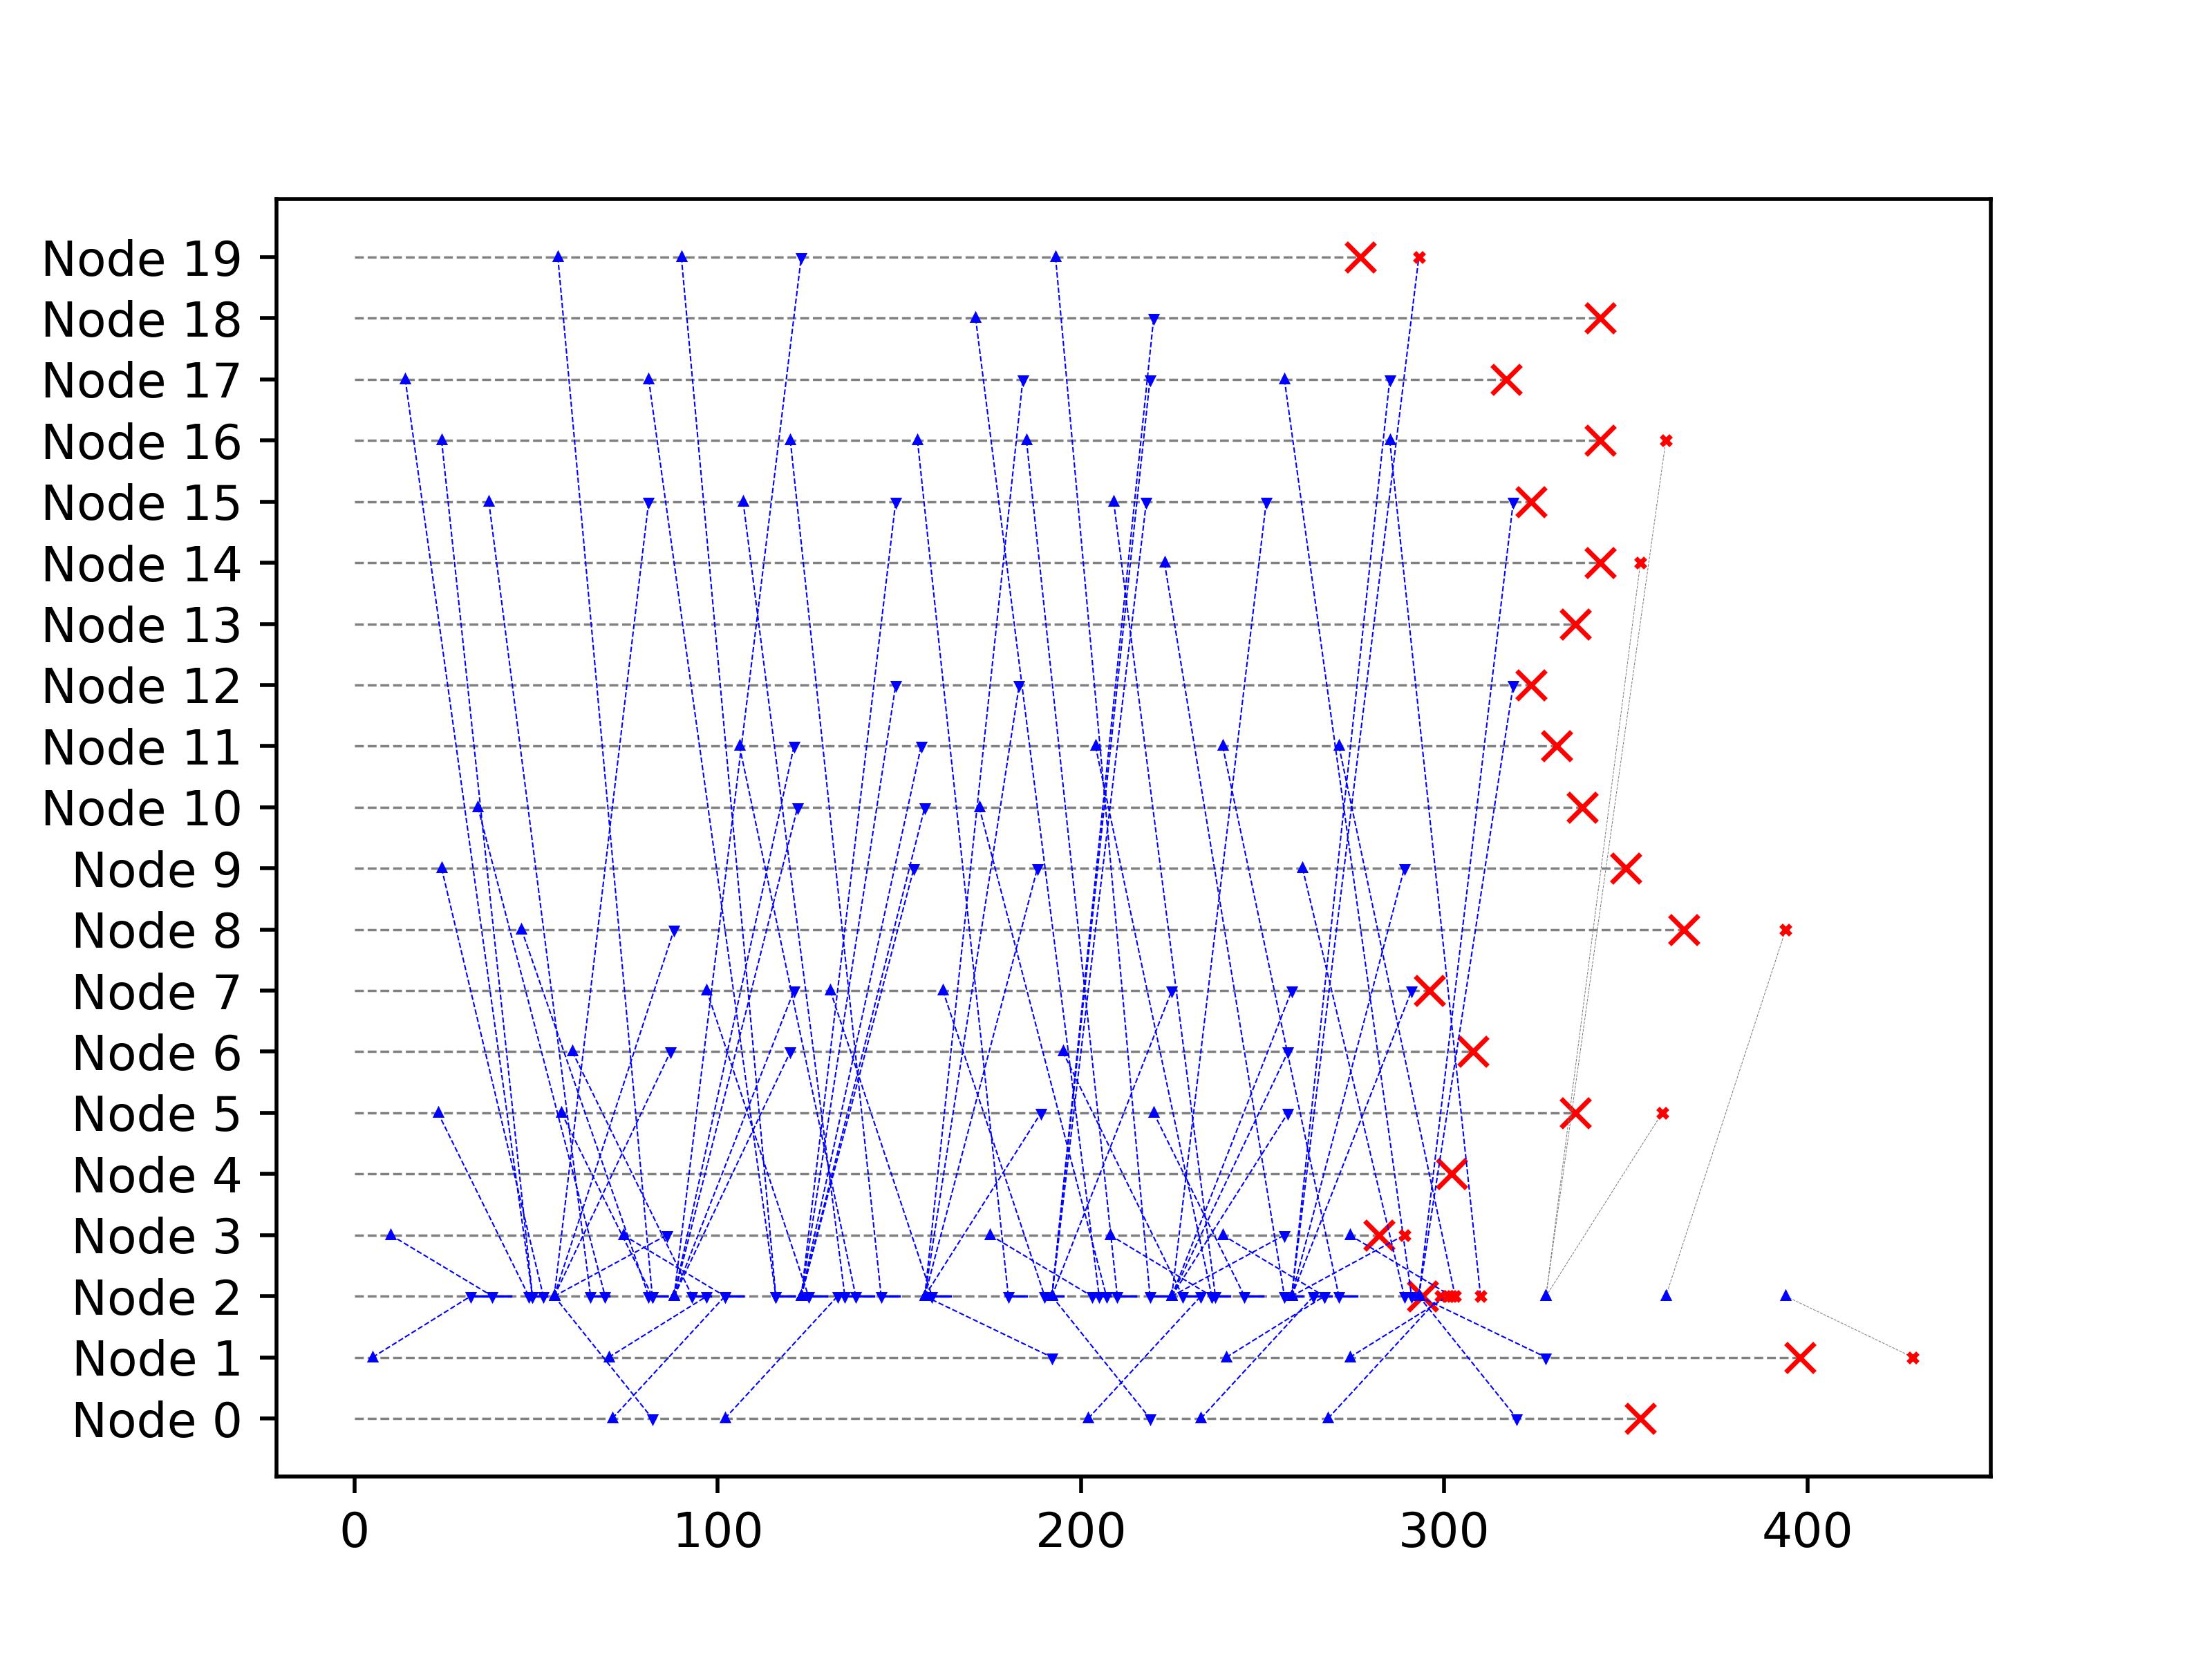 Node 19
Node 18
Node 17
Node 16
Node 15
Node 14
Node 13
Node 12
Node 11
Node 10
Node 9
Node 8
Node 7
Node 6
Node 5
Node 4
Node 3
Node 2
Node 1
Node 0
0 100 200 300 400